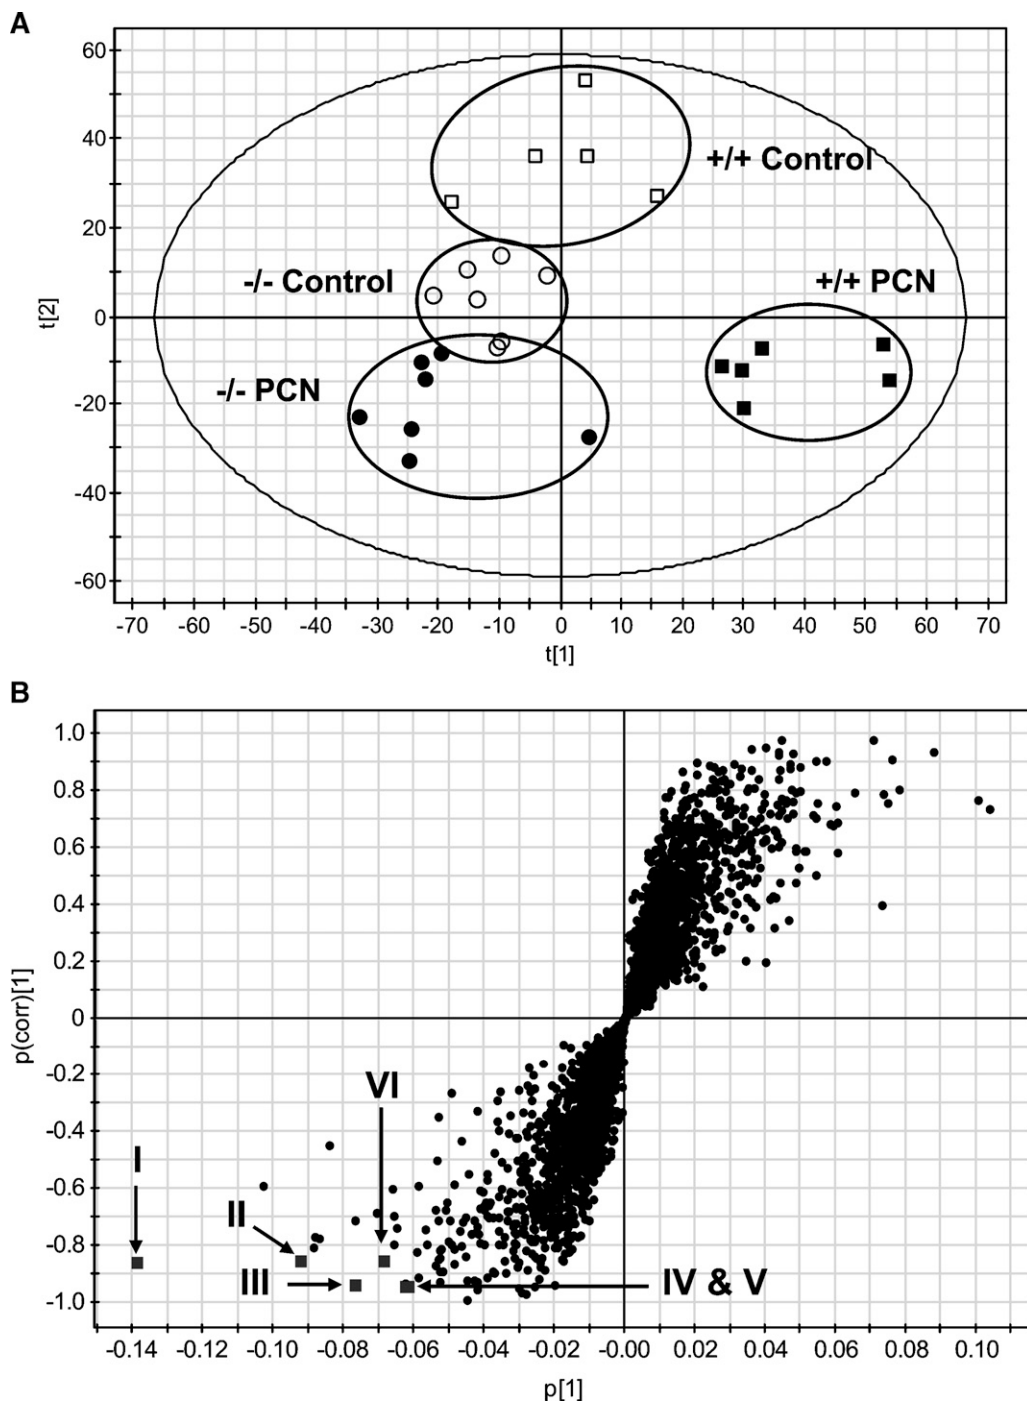 A
60
40
20
0
-20
-40
-60
t[2]
+/+ Control
-/- Control
+/+ PCN
-/- PCN
-70 -60 -50 -40 -30 -20 -10 0 20 30 40 50 60 70
t[1]
B
1.0
0.8
0.6
0.4
0.2
0
-0.2
-0.4
-0.6
-0.8
-1.0
p(corr)[1]
VI
I
II
III
IV & V
-0.14 -0.12 -0.10 -0.08 -0.06 -0.04 -0.02 -0.00 0.02 0.04 0.06 0.08 0.10
p[1]